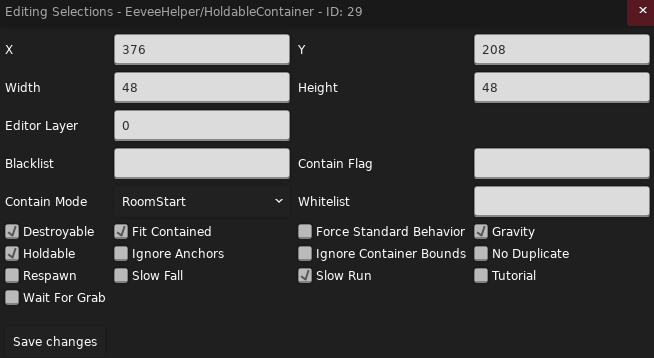 Editing Selections - EeveeHelper/HoldableContainer - ID: 29 ×
X 376 Y 208
Width 48 Height 48
Editor Layer 0
Blacklist Contain Flag
Contain Mode RoomStart Whitelist
Destroyable Fit Contained Force Standard Behavior Gravity
Holdable Ignore Anchors Ignore Container Bounds No Duplicate
Respawn Slow Fall Slow Run Tutorial
Wait For Grab
Save changes